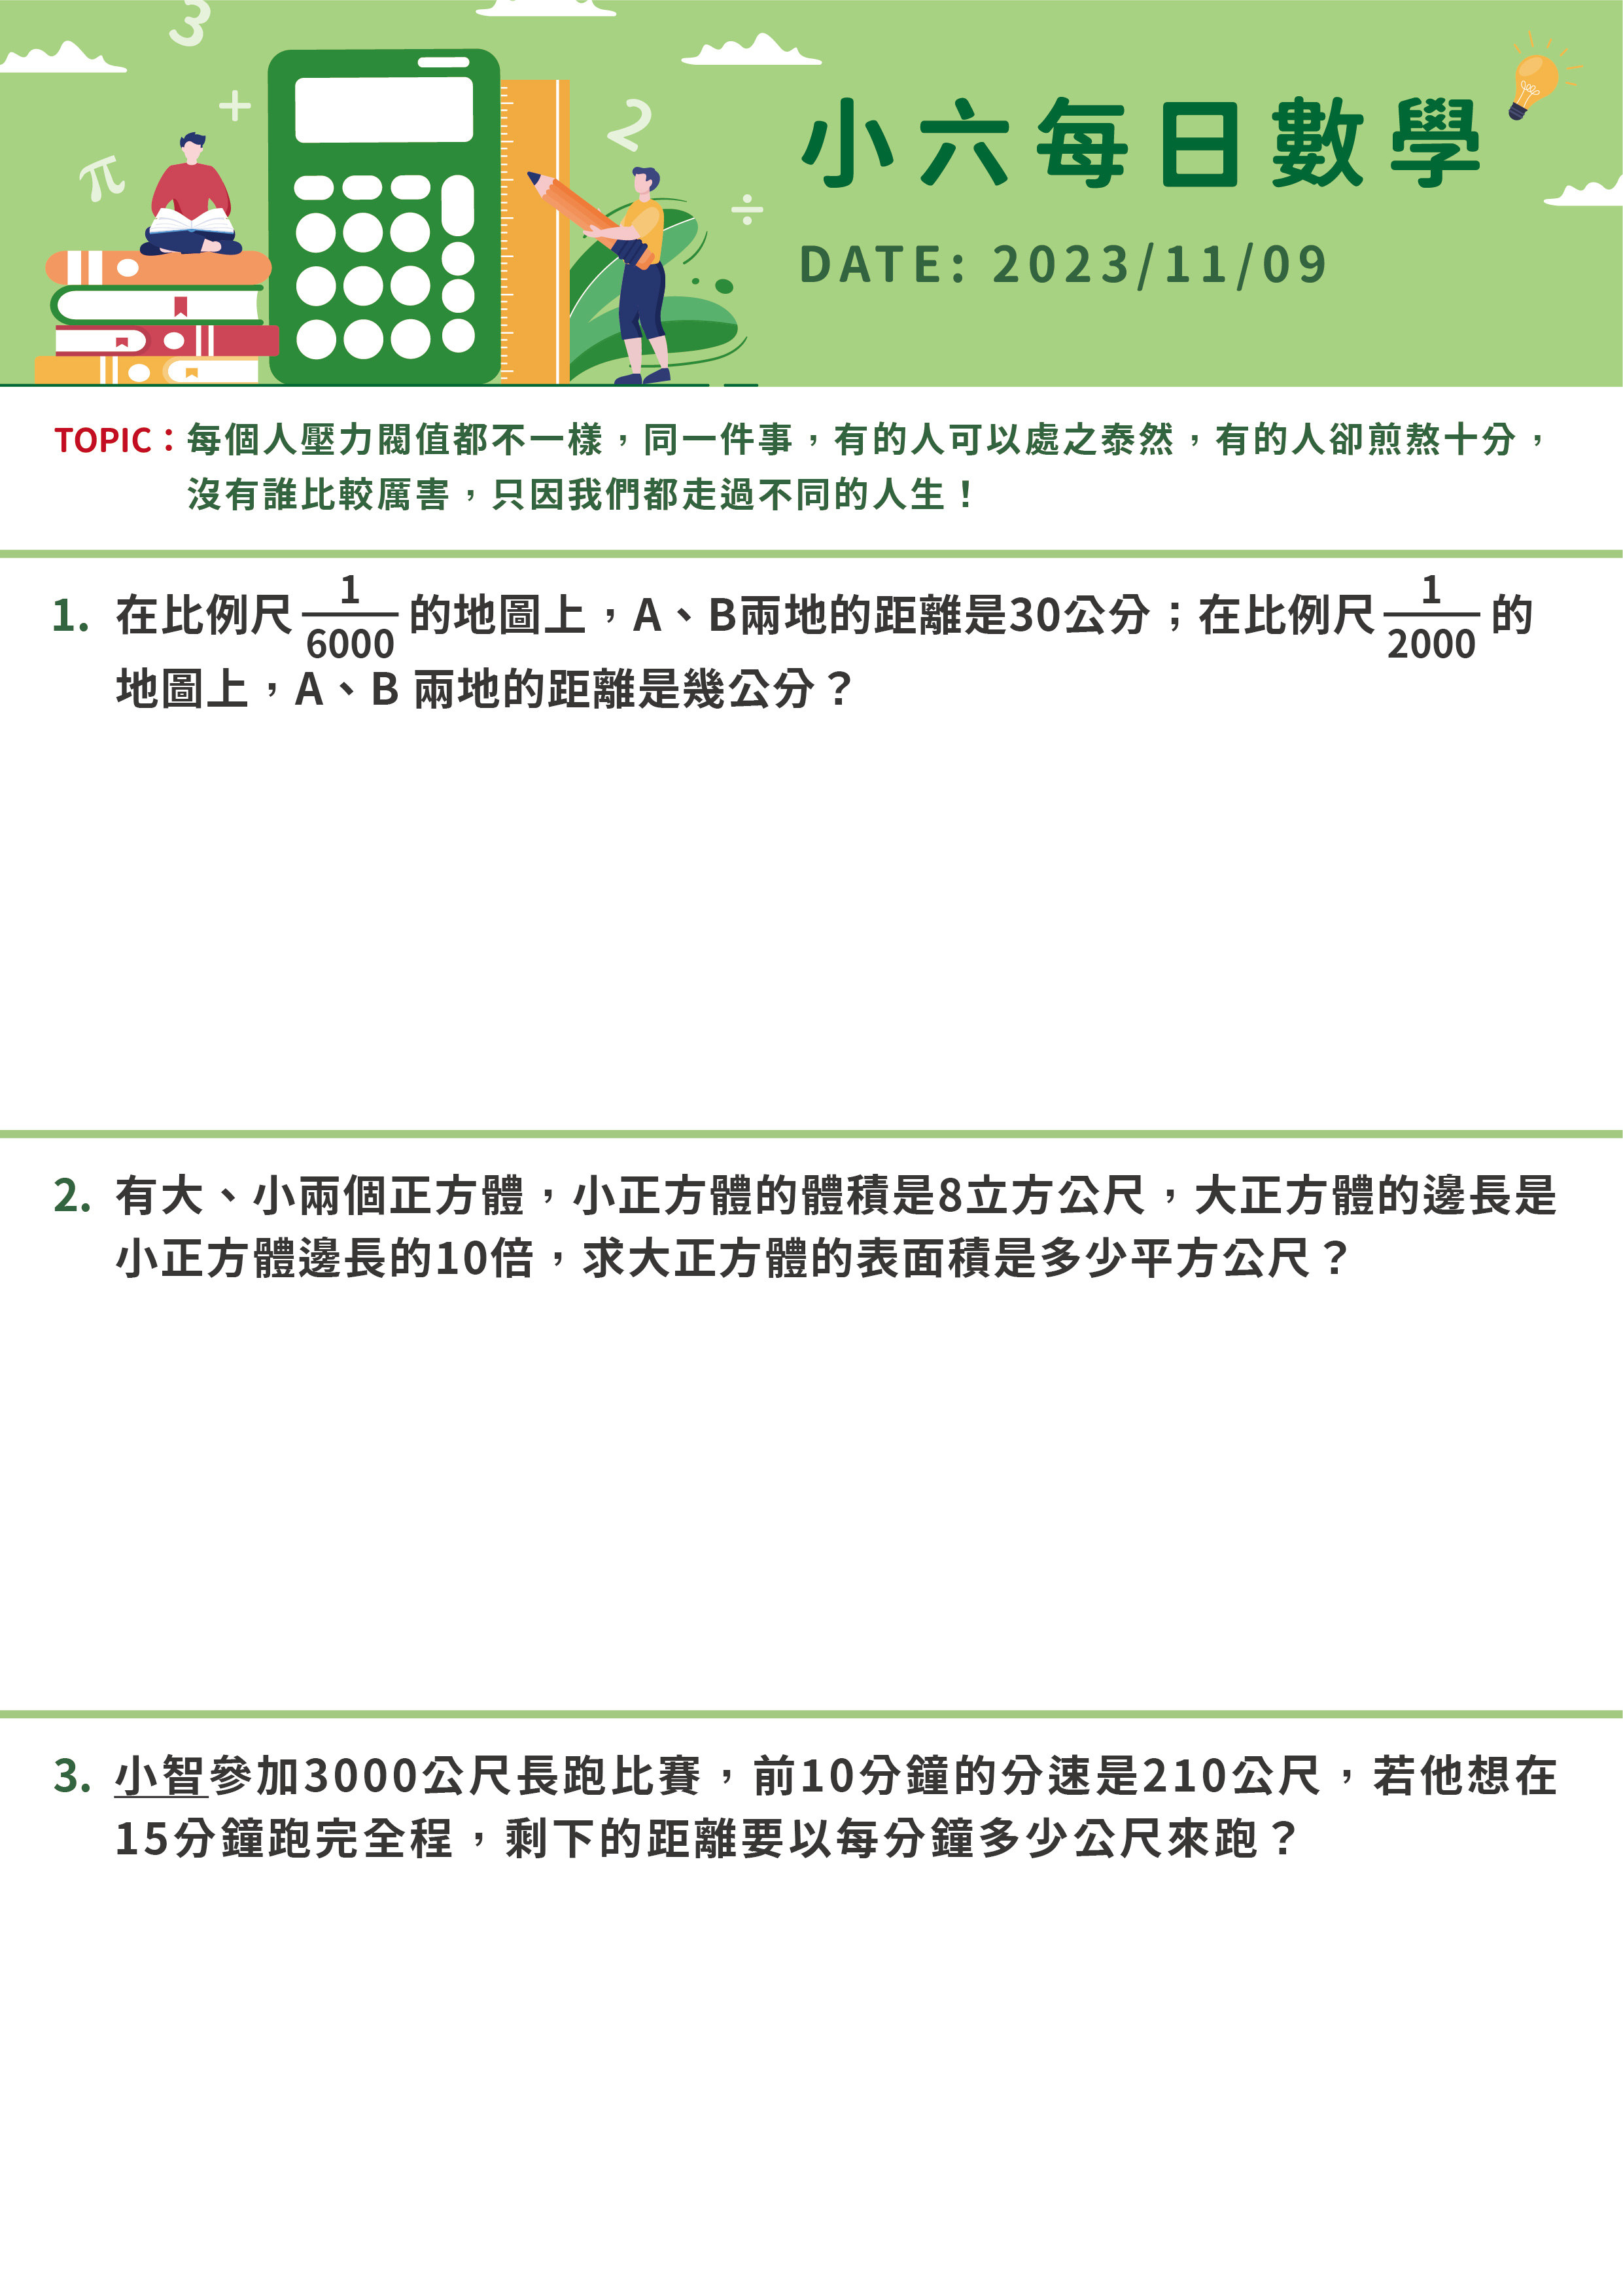 3
+
π
2
÷
小六每日數學
DATE: 2023/11/09
TOPIC：每個人壓力閥值都不一樣，同一件事，有的人可以處之泰然，有的人卻煎熬十分，
沒有誰比較厲害，只因我們都走過不同的人生！
1. 在比例尺 1/6000 的地圖上，A、B兩地的距離是30公分；在比例尺 1/2000 的
地圖上，A、B 兩地的距離是幾公分？
2. 有大、小兩個正方體，小正方體的體積是8立方公尺，大正方體的邊長是
小正方體邊長的10倍，求大正方體的表面積是多少平方公尺？
3. 小智參加3000公尺長跑比賽，前10分鐘的分速是210公尺，若他想在
15分鐘跑完全程，剩下的距離要以每分鐘多少公尺來跑？